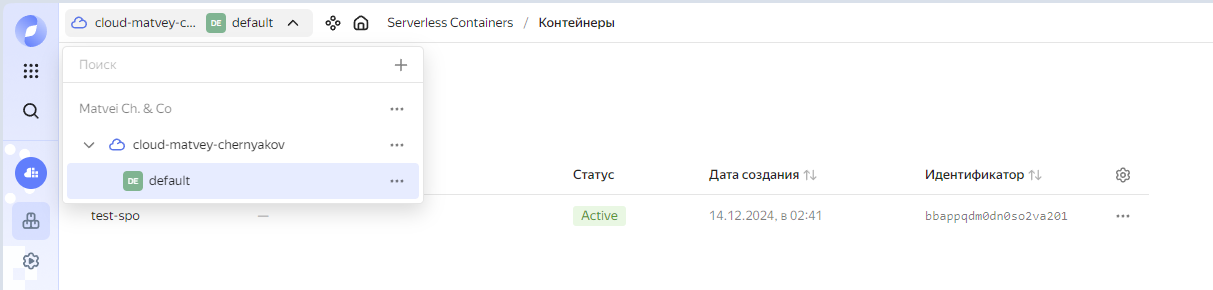 cloud-matvey-c... DE default Serverless Containers / Контейнеры
Поиск
Matvei Ch. & Co
cloud-matvey-chernyakov
DE default
Статус Дата создания Идентификатор
test-spo — Active 14.12.2024, в 02:41 bbappqdm0dn0so2va201